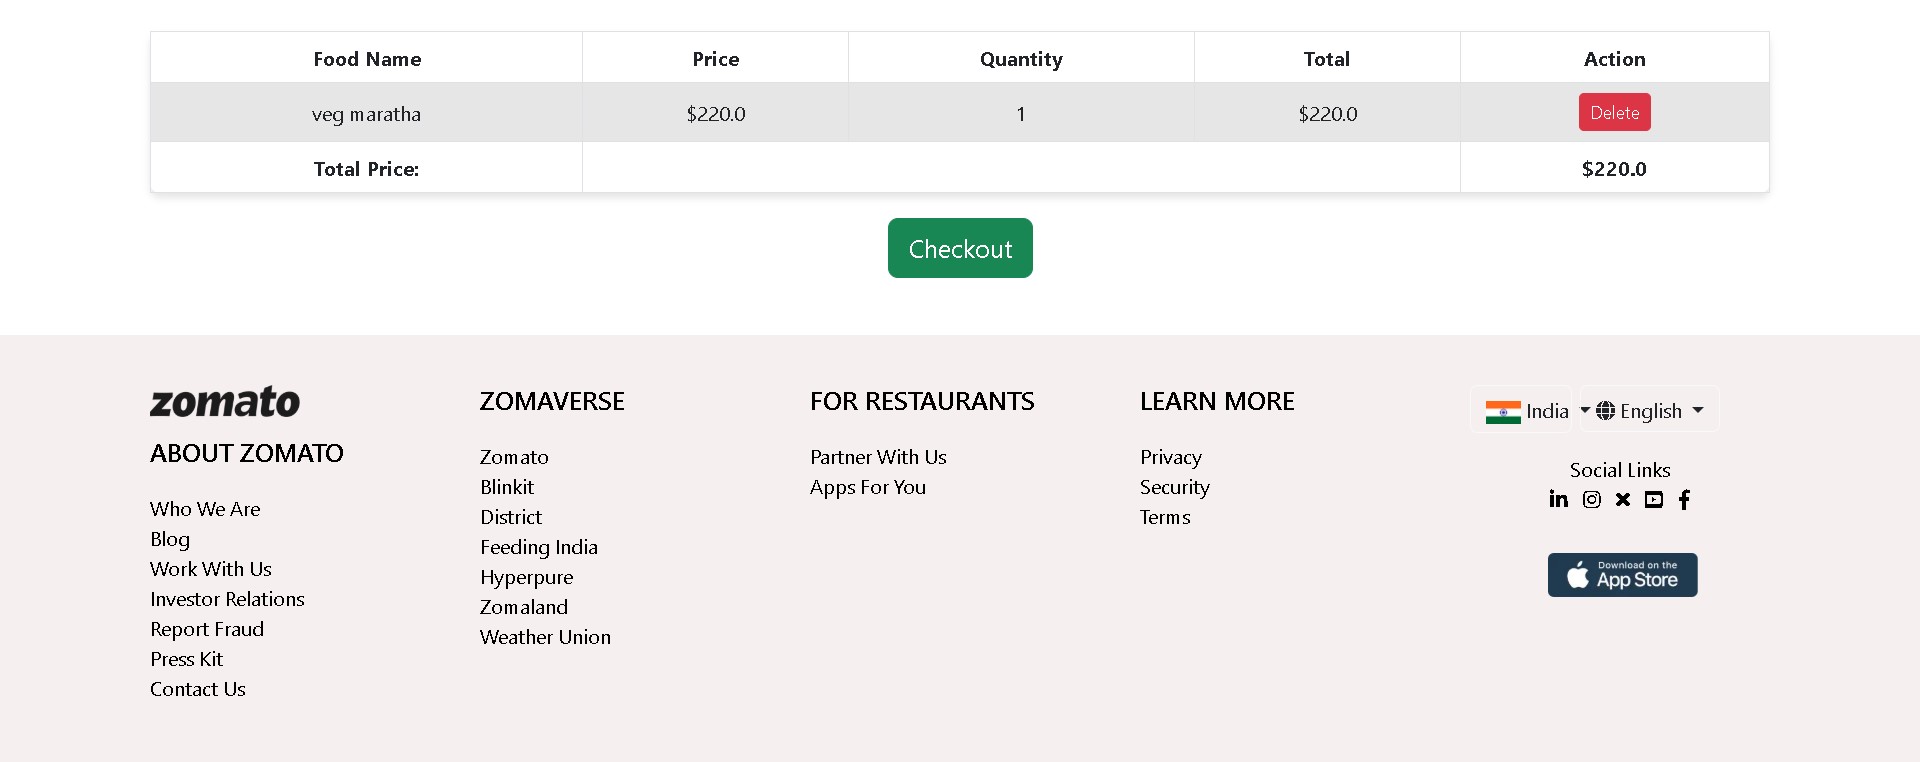 Food Name Price Quantity Total Action
veg maratha $220.0 1 $220.0 Delete
Total Price: $220.0
Checkout
zomato
ABOUT ZOMATO
Who We Are
Blog
Work With Us
Investor Relations
Report Fraud
Press Kit
Contact Us
ZOMAVERSE
Zomato
Blinkit
District
Feeding India
Hyperpure
Zomaland
Weather Union
FOR RESTAURANTS
Partner With Us
Apps For You
LEARN MORE
Privacy
Security
Terms
India English
Social Links
Download on the
App Store